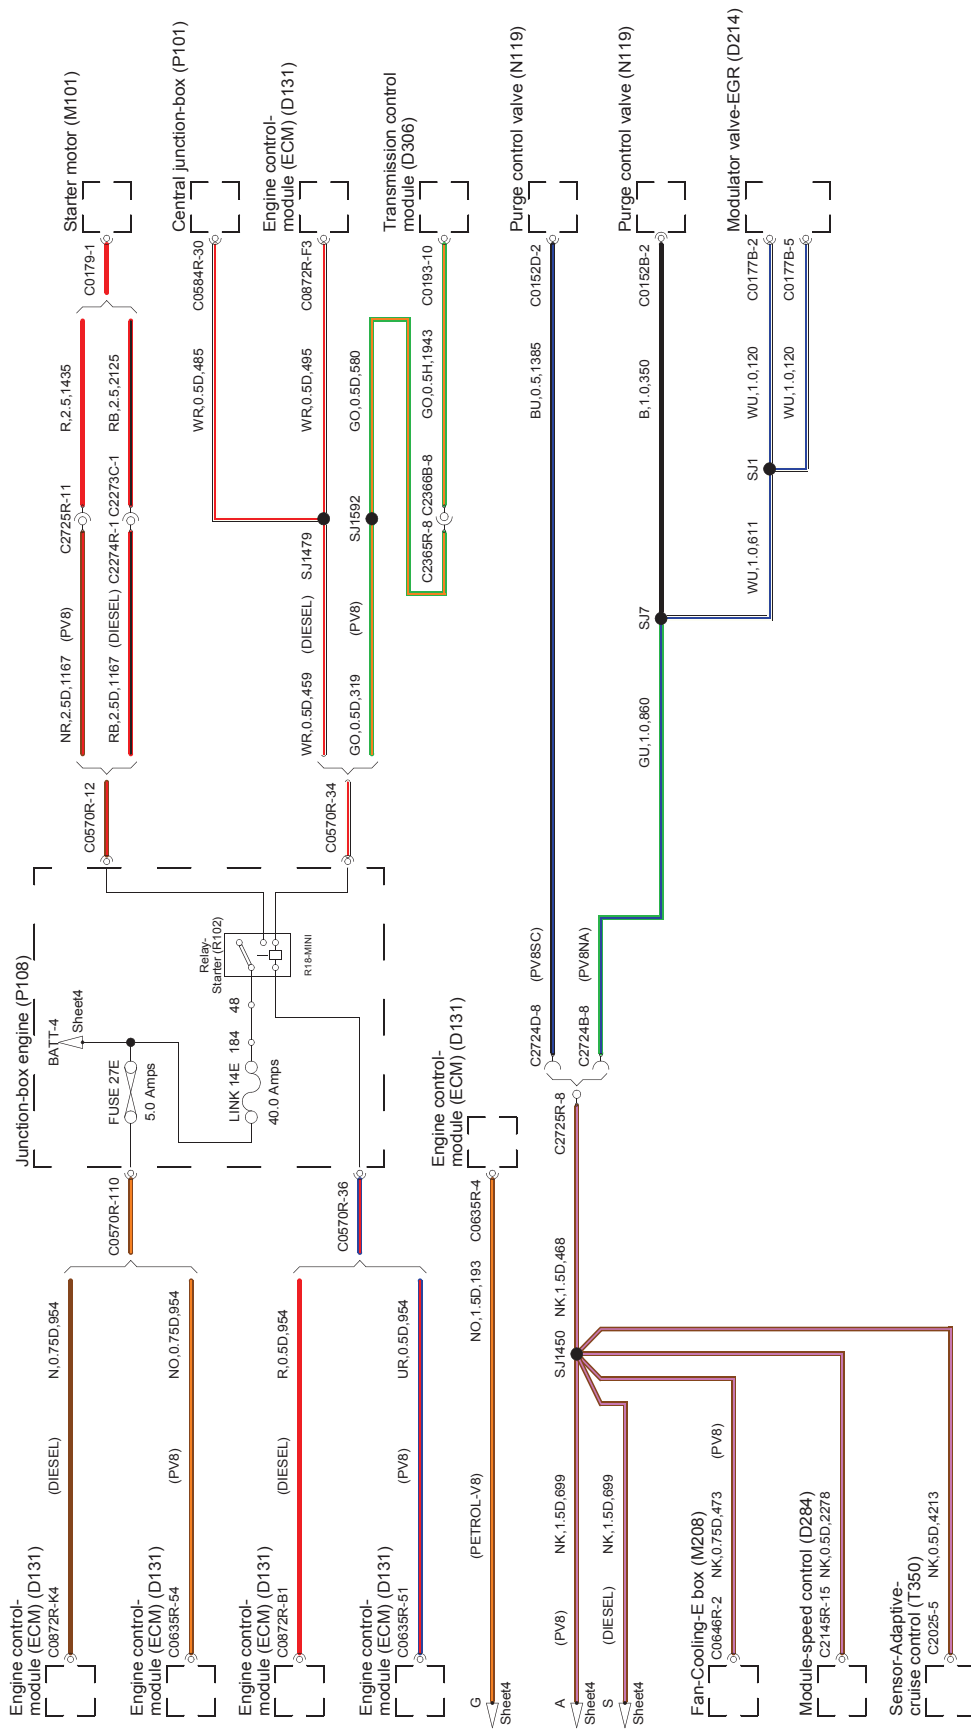 Starter motor (M101)
C0179-1
R,2.5,1435
RB,2.5,2125
C2725R-11
C2274R-1 C2273C-1
NR,2.5D,1167 (PV8)
RB,2.5D,1167 (DIESEL)
C0570R-12
Central junction-box (P101)
C0584R-30
WR,0.5D,485
Engine control-
module (ECM) (D131)
C0872R-F3
WR,0.5D,495
SJ1479
WR,0.5D,459 (DIESEL)
Transmission control
module (D306)
C0193-10
GO,0.5H,1943
C2365R-8 C2366B-8
GO,0.5D,580
SJ1592
GO,0.5D,319 (PV8)
C0570R-34
Purge control valve (N119)
C0152D-2
BU,0.5,1385
C2724D-8 (PV8SC)
Purge control valve (N119)
C0152B-2
B,1.0,350
SJ7
GU,1.0,860
C2724B-8 (PV8NA)
Modulator valve-EGR (D214)
C0177B-2
C0177B-5
WU,1.0,120
WU,1.0,120
SJ1
WU,1.0,611
Junction-box engine (P108)
BATT-4
Sheet4
FUSE 27E
5.0 Amps
LINK 14E
40.0 Amps
184
48
Relay-
Starter (R102)
R18-MINI
C0570R-110
C0570R-36
N,0.75D,954
(DIESEL)
Engine control-
module (ECM) (D131)
C0872R-K4
NO,0.75D,954
(PV8)
Engine control-
module (ECM) (D131)
C0635R-54
R,0.5D,954
(DIESEL)
Engine control-
module (ECM) (D131)
C0872R-B1
UR,0.5D,954
(PV8)
Engine control-
module (ECM) (D131)
C0635R-51
Engine control-
module (ECM) (D131)
C0635R-4
NO,1.5D,193
(PETROL-V8)
G
Sheet4
C2725R-8
NK,1.5D,468
SJ1450
NK,1.5D,699
(PV8)
A
Sheet4
NK,1.5D,699
(DIESEL)
S
Sheet4
Fan-Cooling-E box (M208)
C0646R-2 NK,0.75D,473 (PV8)
Module-speed control (D284)
C2145R-15 NK,0.5D,2278
Sensor-Adaptive-
cruise control (T350)
C2025-5 NK,0.5D,4213